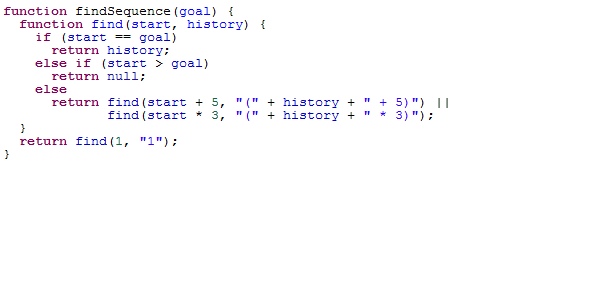 function findSequence(goal) {
  function find(start, history) {
    if (start == goal)
      return history;
    else if (start > goal)
      return null;
    else
      return find(start + 5, "(" + history + " + 5)") ||
             find(start * 3, "(" + history + " * 3)");
  }
  return find(1, "1");
}